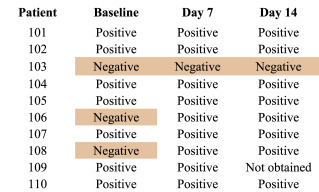 Patient Baseline Day 7 Day 14
101 Positive Positive Positive
102 Positive Positive Positive
103 Negative Negative Negative
104 Positive Positive Positive
105 Positive Positive Positive
106 Negative Positive Positive
107 Positive Positive Positive
108 Negative Positive Positive
109 Positive Positive Not obtained
110 Positive Positive Positive